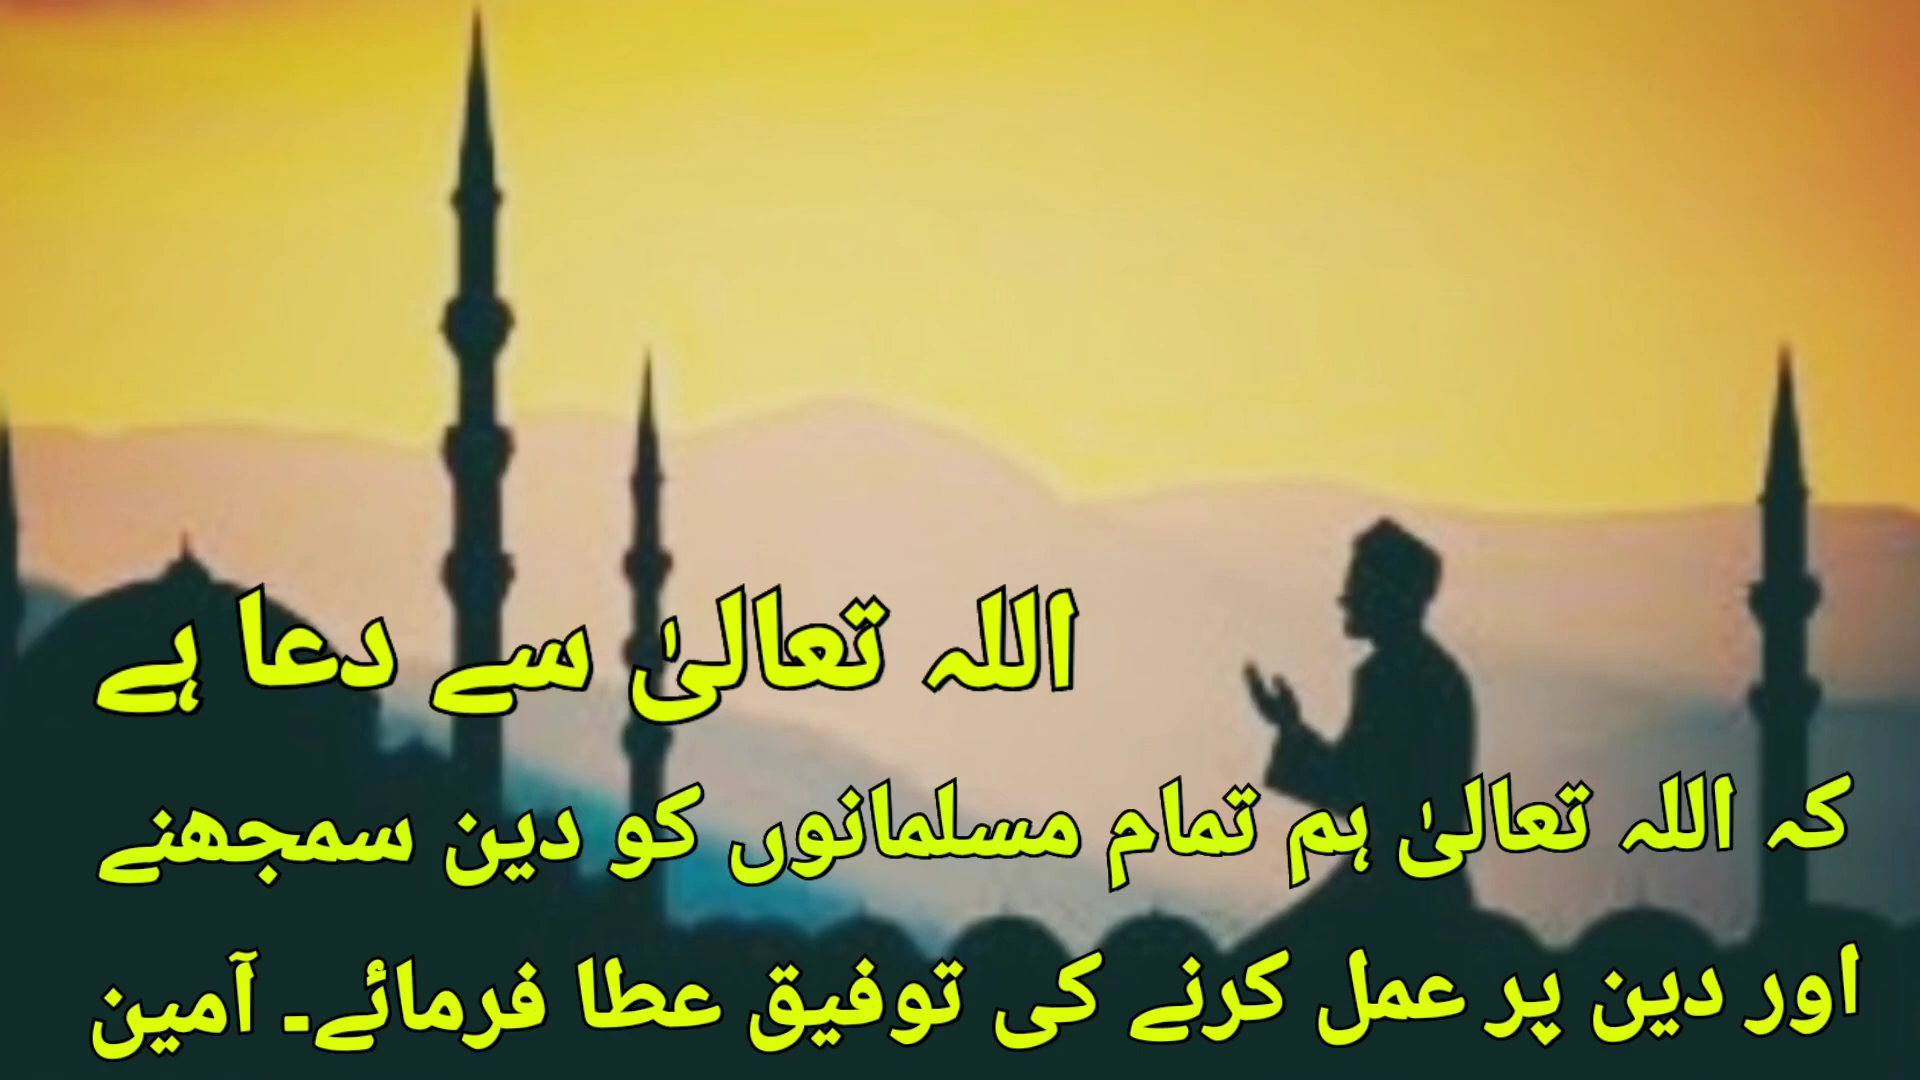 اللہ تعالیٰ سے دعا ہے
کہ اللہ تعالیٰ ہم تمام مسلمانوں کو دین سمجھنے
اور دین پر عمل کرنے کی توفیق عطا فرمائے۔ آمین